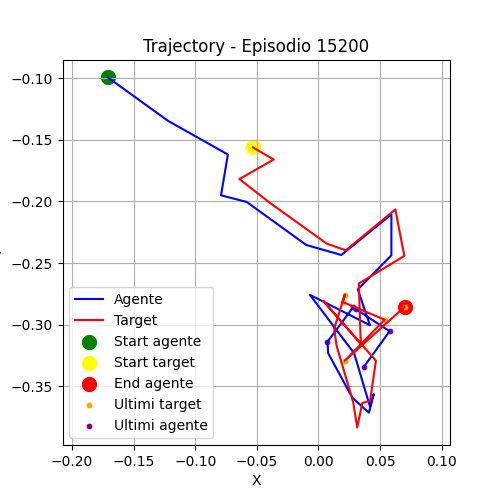 Trajectory - Episodio 15200
−0.10
−0.15
−0.20
−0.25
−0.30
−0.35
Agente
Target
Start agente
Start target
End agente
Ultimi target
Ultimi agente
−0.20
−0.15
−0.10
−0.05
0.00
0.05
0.10
X